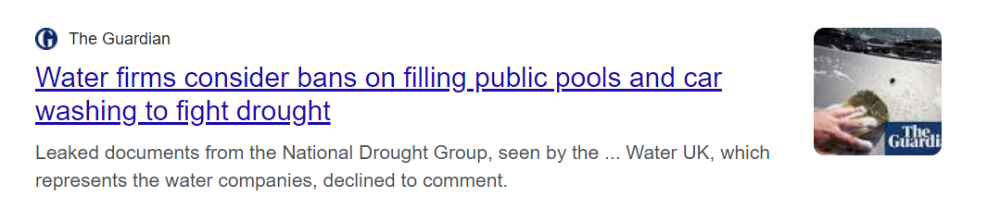 The Guardian
Water firms consider bans on filling public pools and car
washing to fight drought
Leaked documents from the National Drought Group, seen by the ... Water UK, which
represents the water companies, declined to comment.
The
Guardi